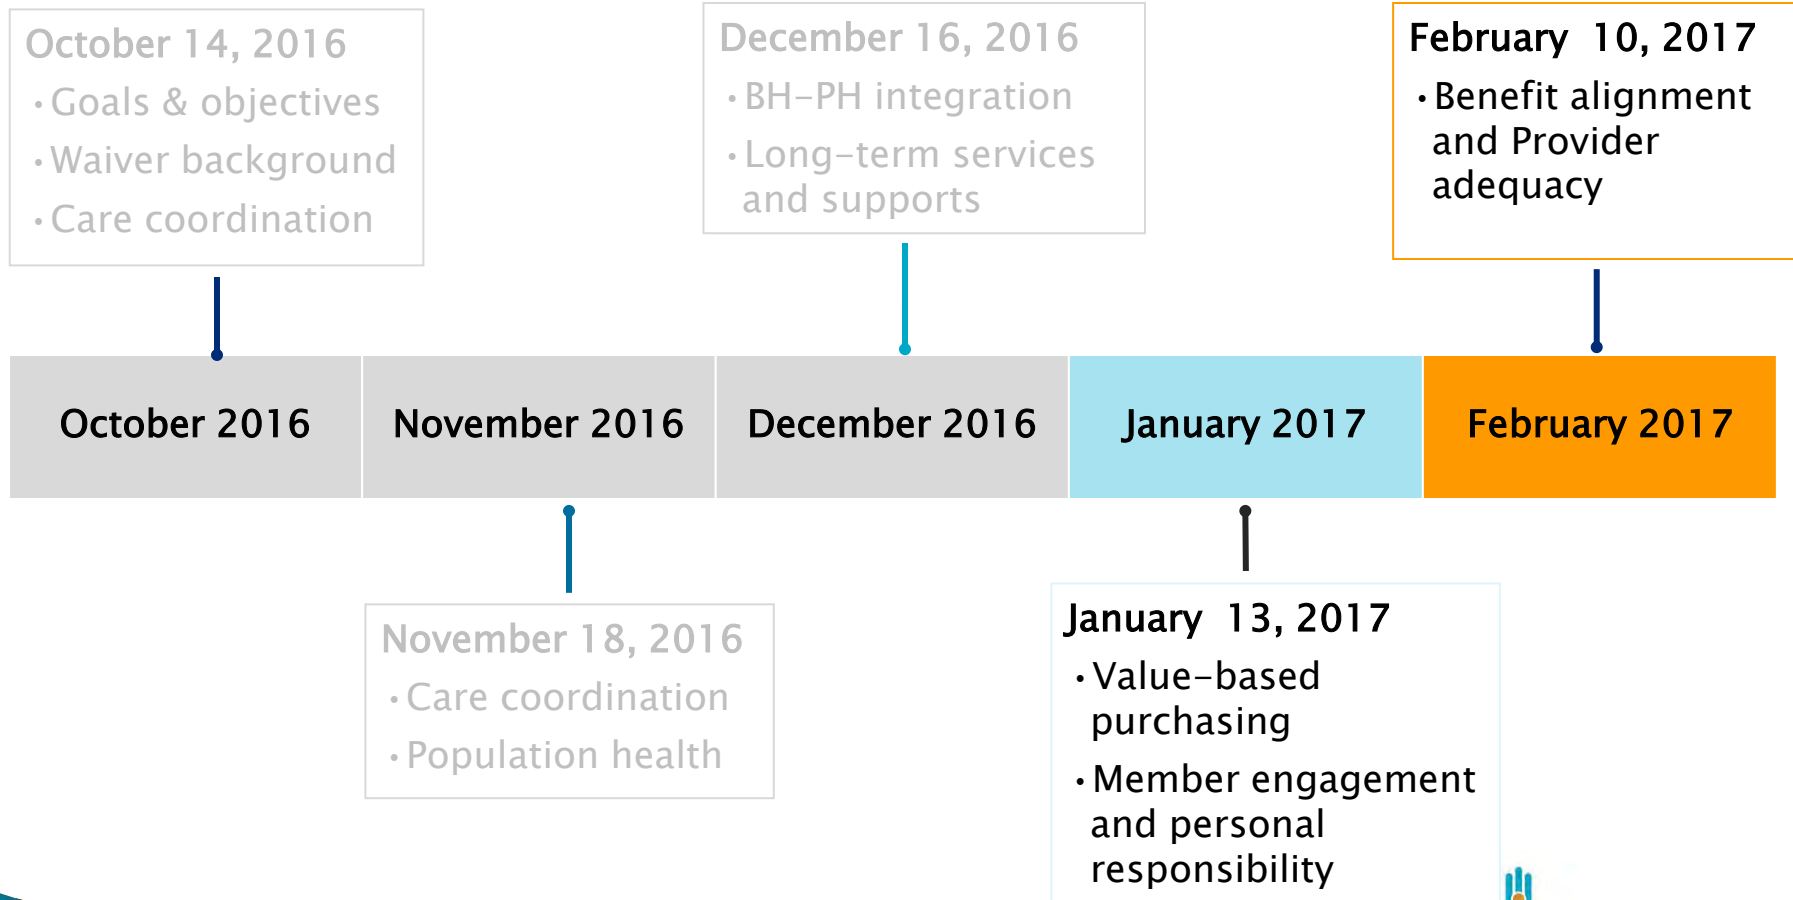 October 14, 2016
• Goals & objectives
• Waiver background
• Care coordination
December 16, 2016
• BH-PH integration
• Long-term services
and supports
February 10, 2017
• Benefit alignment
and Provider
adequacy
October 2016
November 2016
December 2016
January 2017
February 2017
November 18, 2016
• Care coordination
• Population health
January 13, 2017
• Value-based
purchasing
• Member engagement
and personal
responsibility